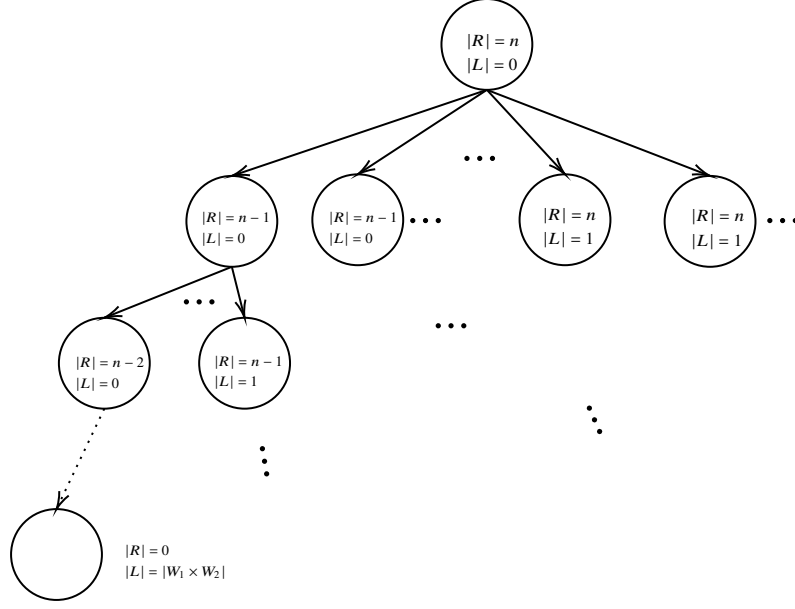 |R| = n
|L| = 0
|R| = n − 1
|L| = 0
|R| = n − 1
|L| = 0
|R| = n
|L| = 1
|R| = n
|L| = 1
|R| = n − 2
|L| = 0
|R| = n − 1
|L| = 1
|R| = 0
|L| = |W₁ × W₂|